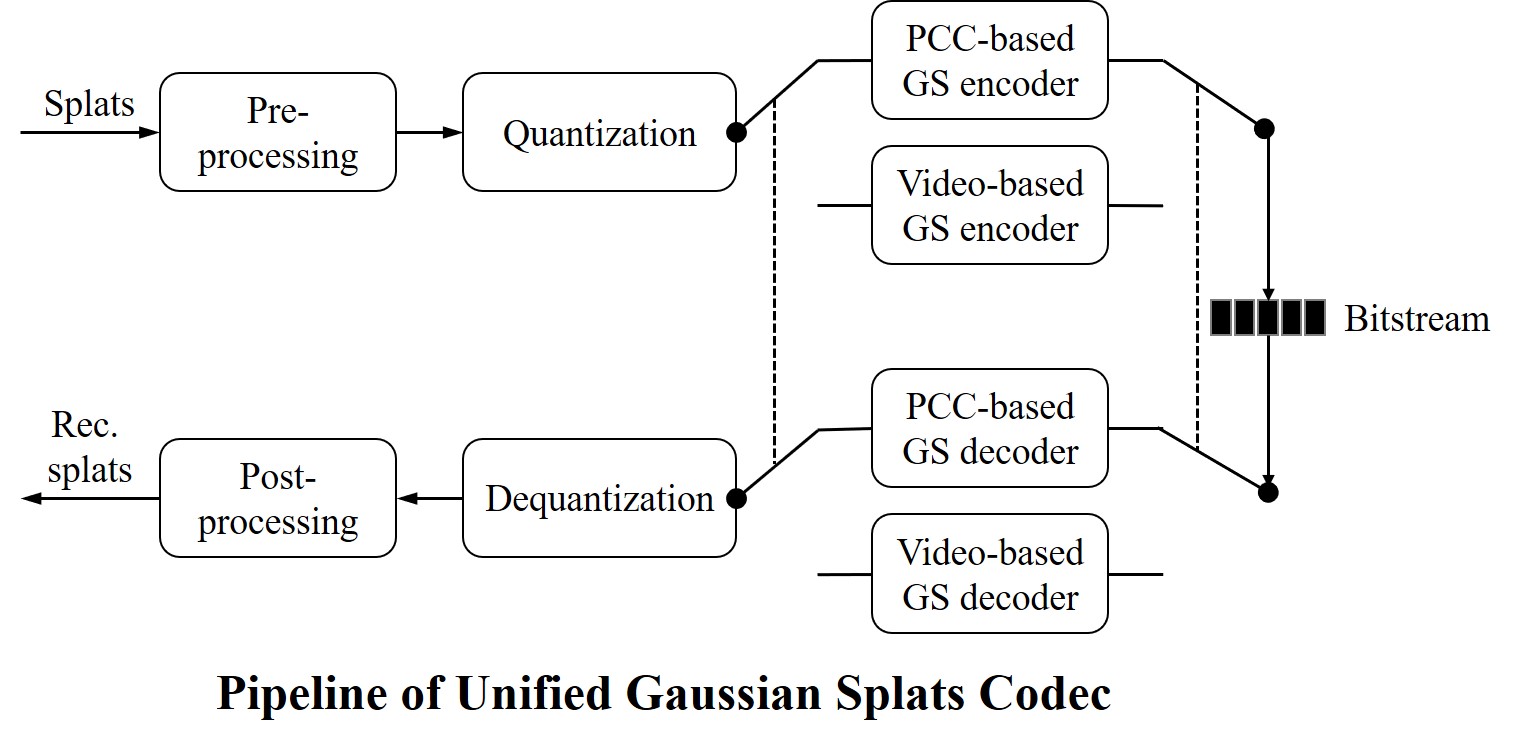 Splats
Pre-
processing
Quantization
PCC-based
GS encoder
Video-based
GS encoder
Bitstream
Rec.
splats
Post-
processing
Dequantization
PCC-based
GS decoder
Video-based
GS decoder
Pipeline of Unified Gaussian Splats Codec